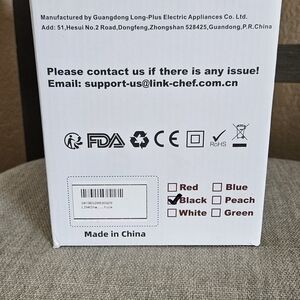 Manufactured by Guangdong Long-Plus Electric Appliances Co. Ltd.
Add: 51,Hesui No.2 Road,Dongfeng,Zhongshan 528425,Guandong,P.R.China
Please contact us if there is any issue!
Email: support-us@link-chef.com.cn
FDA CE RoHS
Red Blue
Black Peach
White Green
Made in China